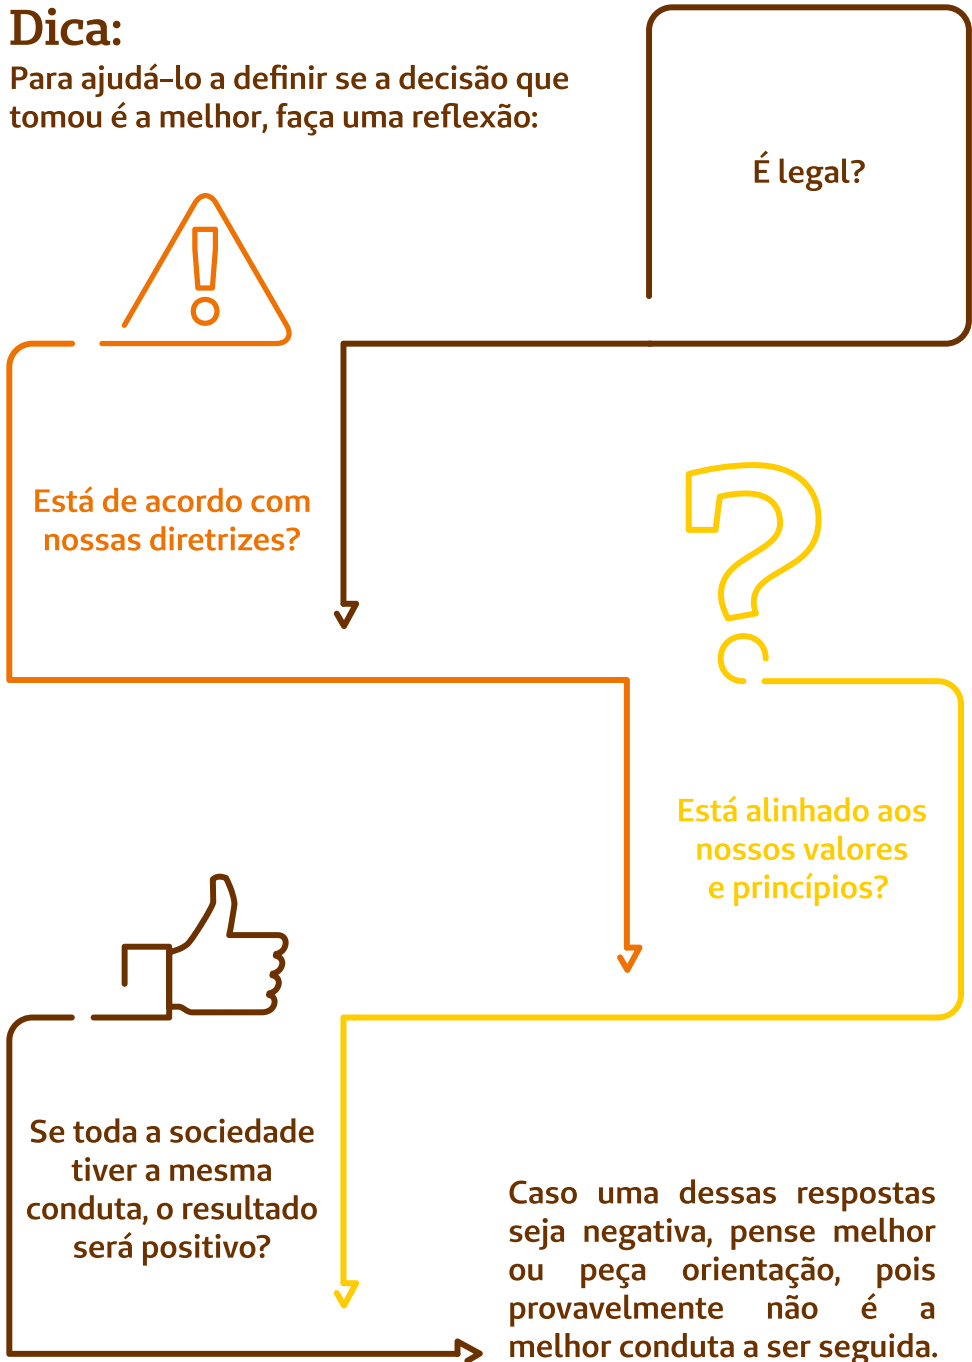 Dica:
Para ajudá-lo a definir se a decisão que
tomou é a melhor, faça uma reflexão:
É legal?
Está de acordo com
nossas diretrizes?
Está alinhado aos
nossos valores
e princípios?
Se toda a sociedade
tiver a mesma
conduta, o resultado
será positivo?
Caso uma dessas respostas
seja negativa, pense melhor
ou peça orientação, pois
provavelmente não é a
melhor conduta a ser seguida.